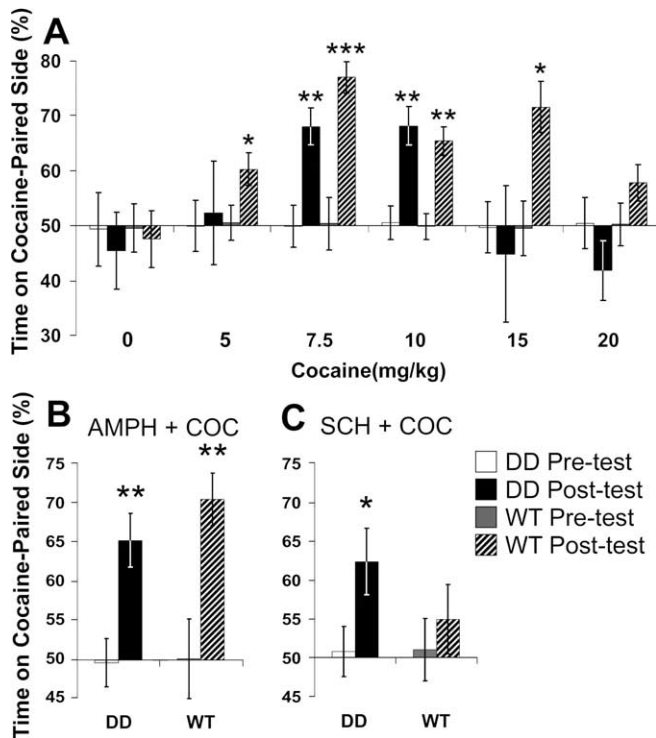 A
Time on Cocaine-Paired Side (%)
80
70
60
50
40
30
* ** *** ** ** *
0 5 7.5 10 15 20
Cocaine(mg/kg)
B AMPH + COC
Time on Cocaine-Paired Side (%)
75
70
65
60
55
50
45
** **
DD WT
C SCH + COC
75
70
65
60
55
50
45
*
DD WT
DD Pre-test
DD Post-test
WT Pre-test
WT Post-test